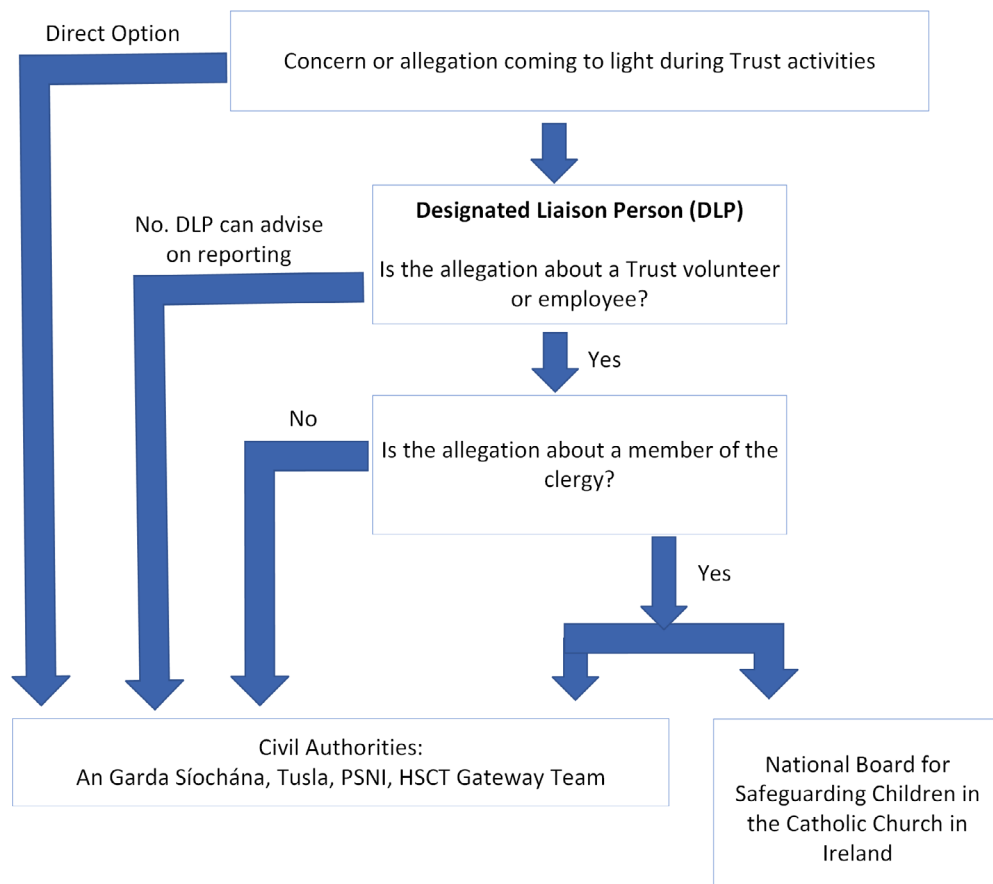 Direct Option
Concern or allegation coming to light during Trust activities
Designated Liaison Person (DLP)
No. DLP can advise
on reporting
Is the allegation about a Trust volunteer
or employee?
Yes
No
Is the allegation about a member of the
clergy?
Yes
Civil Authorities:
An Garda Síochána, Tusla, PSNI, HSCT Gateway Team
National Board for
Safeguarding Children in
the Catholic Church in
Ireland